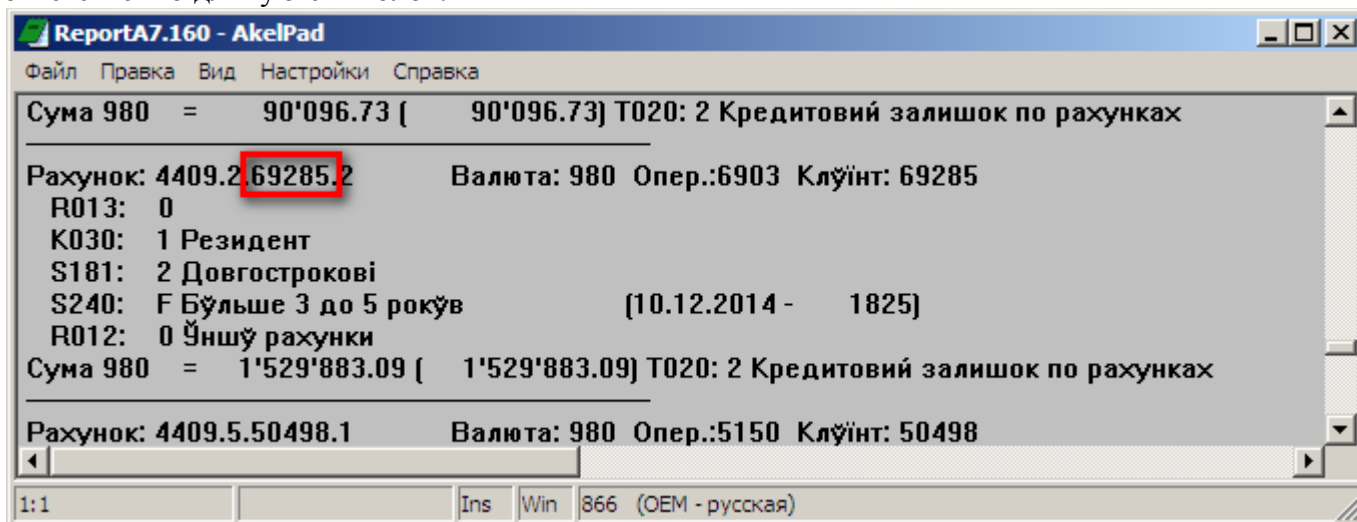 ReportA7.160 - AkelPad
Файл Правка Вид Настройки Справка
Сума 980 = 90'096.73 ( 90'096.73) T020: 2 Кредитовий залишок по рахунках
Рахунок: 4409.2.69285.2 Валюта: 980 Опер.:6903 Клўїнт: 69285
R013: 0
K030: 1 Резидент
S181: 2 Довгострокові
S240: F Бўльше 3 до 5 рокўв (10.12.2014 - 1825)
R012: 0 Ўншў рахунки
Сума 980 = 1'529'883.09 ( 1'529'883.09) T020: 2 Кредитовий залишок по рахунках
Рахунок: 4409.5.50498.1 Валюта: 980 Опер.:5150 Клўїнт: 50498
1:1 Ins Win 866 (OEM - русская)